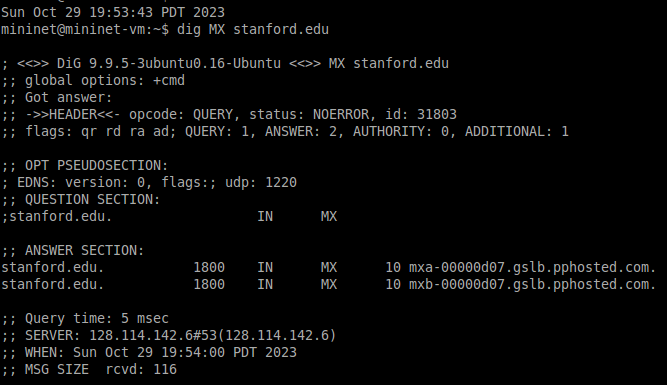 Sun Oct 29 19:53:43 PDT 2023
mininet@mininet-vm:~$ dig MX stanford.edu
; <<>> DiG 9.9.5-3ubuntu0.16-Ubuntu <<>> MX stanford.edu
;; global options: +cmd
;; Got answer:
;; ->>HEADER<<- opcode: QUERY, status: NOERROR, id: 31803
;; flags: qr rd ra ad; QUERY: 1, ANSWER: 2, AUTHORITY: 0, ADDITIONAL: 1
;; OPT PSEUDOSECTION:
; EDNS: version: 0, flags:; udp: 1220
;; QUESTION SECTION:
;stanford.edu. IN MX
;; ANSWER SECTION:
stanford.edu. 1800 IN MX 10 mxa-00000d07.gslb.pphosted.com.
stanford.edu. 1800 IN MX 10 mxb-00000d07.gslb.pphosted.com.
;; Query time: 5 msec
;; SERVER: 128.114.142.6#53(128.114.142.6)
;; WHEN: Sun Oct 29 19:54:00 PDT 2023
;; MSG SIZE rcvd: 116